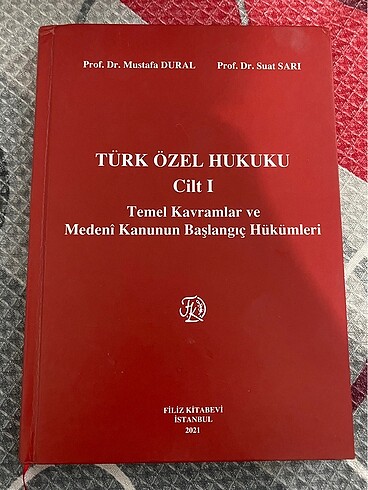 Prof. Dr. Mustafa DURAL Prof. Dr. Suat SARI
TÜRK ÖZEL HUKUKU
Cilt I
Temel Kavramlar ve
Medenî Kanunun Başlangıç Hükümleri
FİLİZ KİTABEVİ
İSTANBUL
2021